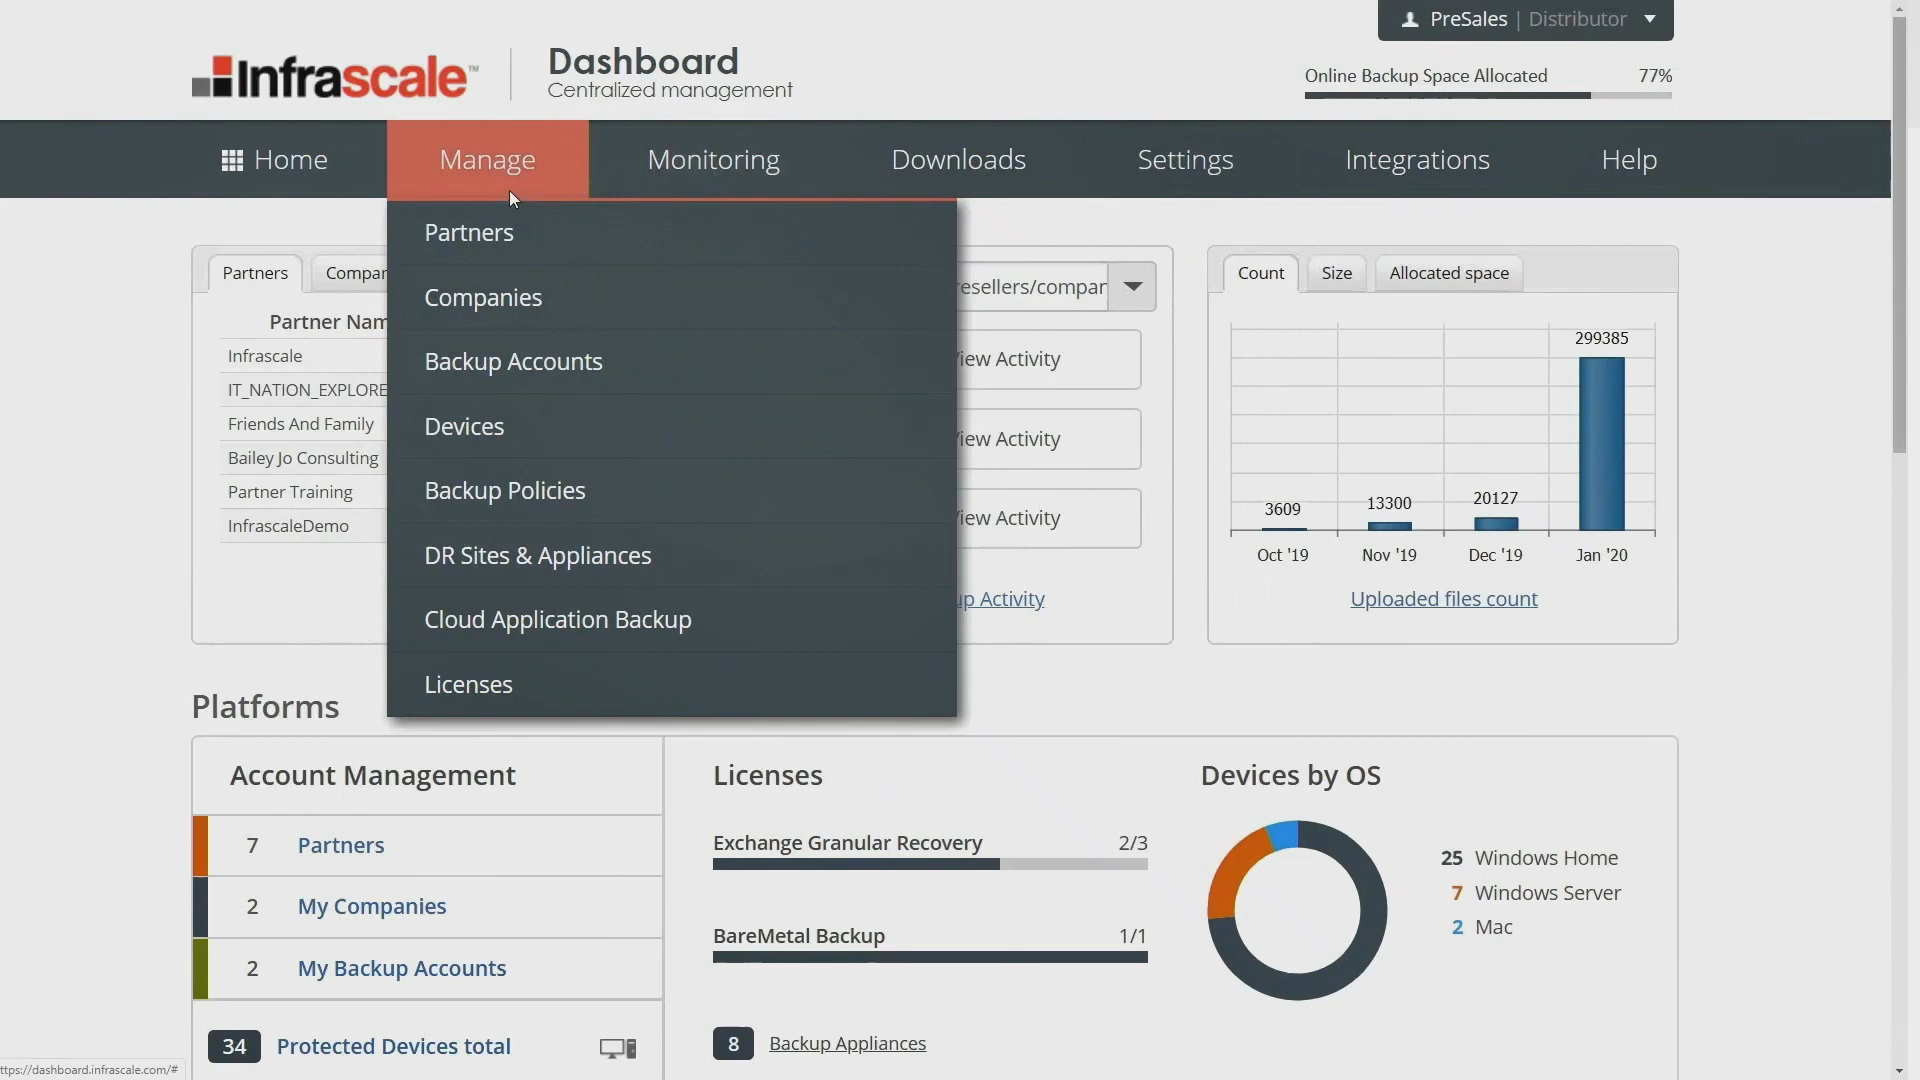 PreSales | Distributor
Infrascale™
Dashboard
Centralized management
Online Backup Space Allocated 77%
Home Manage Monitoring Downloads Settings Integrations Help
Partners
Companies
Backup Accounts
Devices
Backup Policies
DR Sites & Appliances
Cloud Application Backup
Licenses
Partners Compan
Partner Nam
Infrascale
IT_NATION_EXPLORE
Friends And Family
Bailey Jo Consulting
Partner Training
InfrascaleDemo
resellers/compar
View Activity
View Activity
View Activity
up Activity
Count Size Allocated space
299385
3609 13300 20127
Oct '19 Nov '19 Dec '19 Jan '20
Uploaded files count
Platforms
Account Management
7 Partners
2 My Companies
2 My Backup Accounts
34 Protected Devices total
Licenses
Exchange Granular Recovery 2/3
BareMetal Backup 1/1
8 Backup Appliances
Devices by OS
25 Windows Home
7 Windows Server
2 Mac
ttps://dashboard.infrascale.com/#